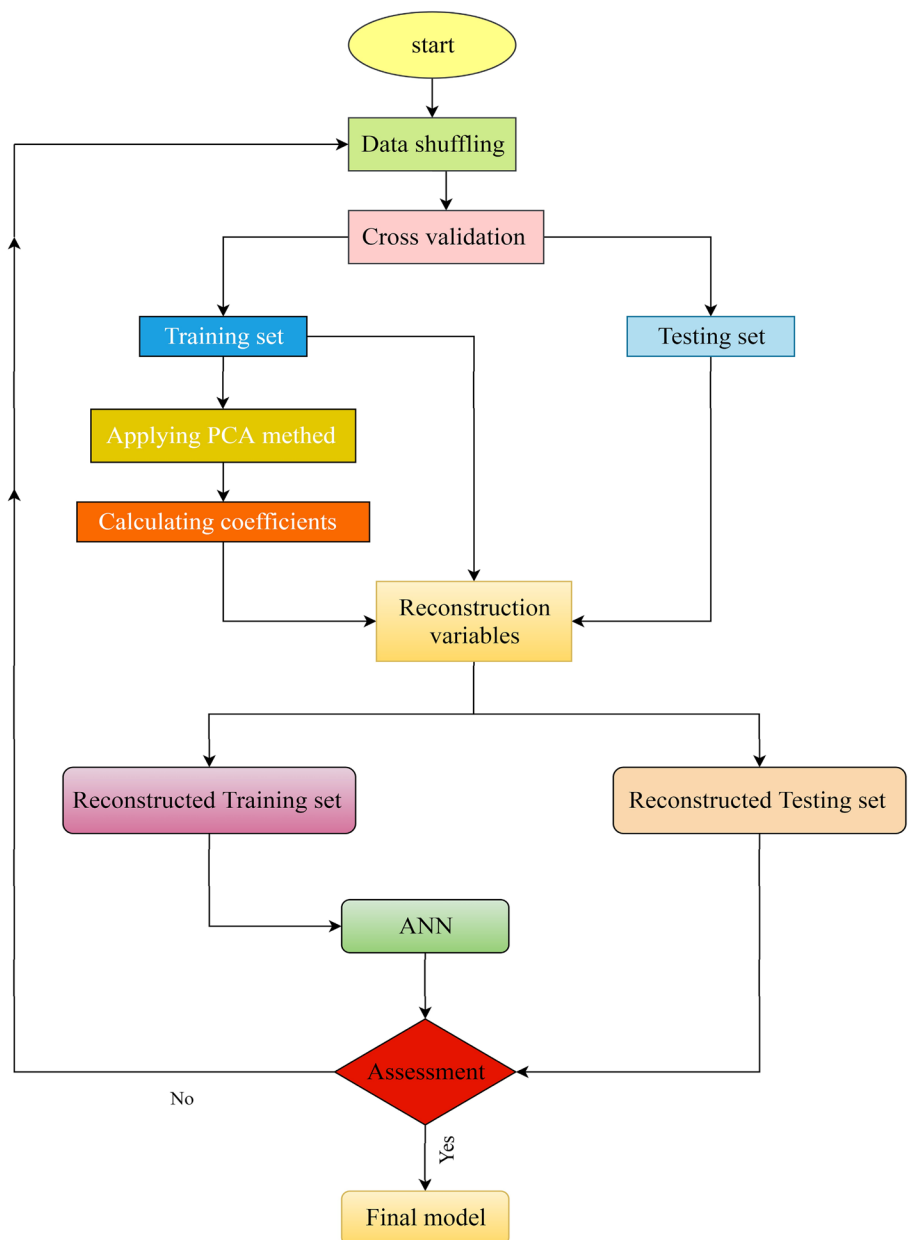 start
Data shuffling
Cross validation
Training set
Testing set
Applying PCA methed
Calculating coefficients
Reconstruction
variables
Reconstructed Training set
Reconstructed Testing set
ANN
Assessment
No
Yes
Final model